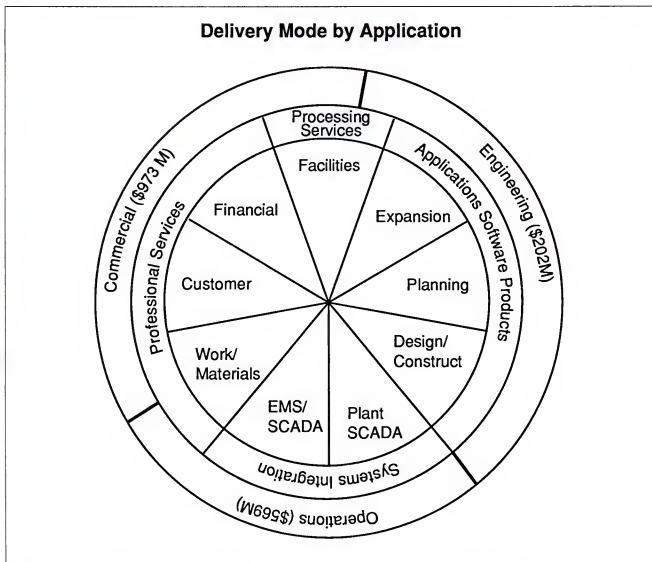 Delivery Mode by Application
Commercial ($973 M)
Engineering ($202M)
Operations ($569M)
Processing
Services
Applications Software Products
Systems Integration
Professional Services
Facilities
Expansion
Planning
Design/
Construct
Plant
SCADA
EMS/
SCADA
Work/
Materials
Customer
Financial